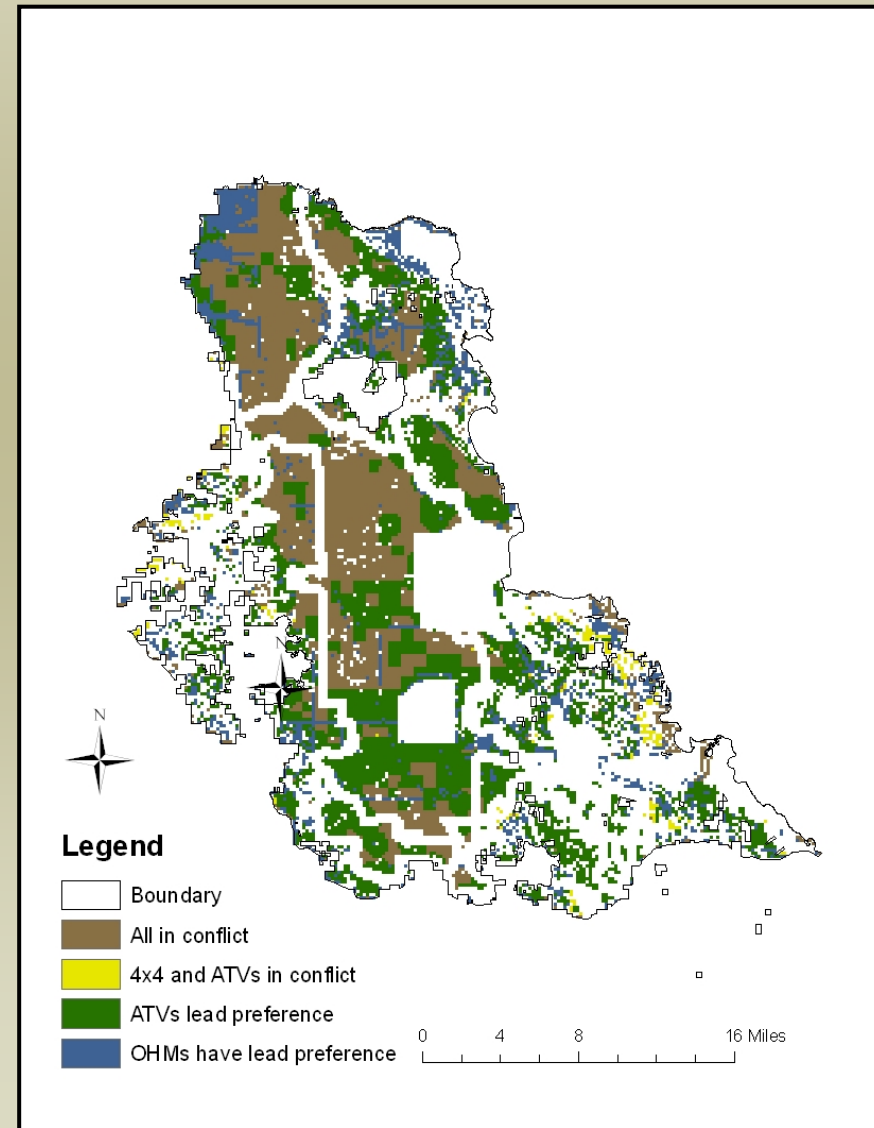 N
N
Legend
Boundary
All in conflict
4x4 and ATVs in conflict
ATVs lead preference
OHMs have lead preference
0 4 8 16 Miles